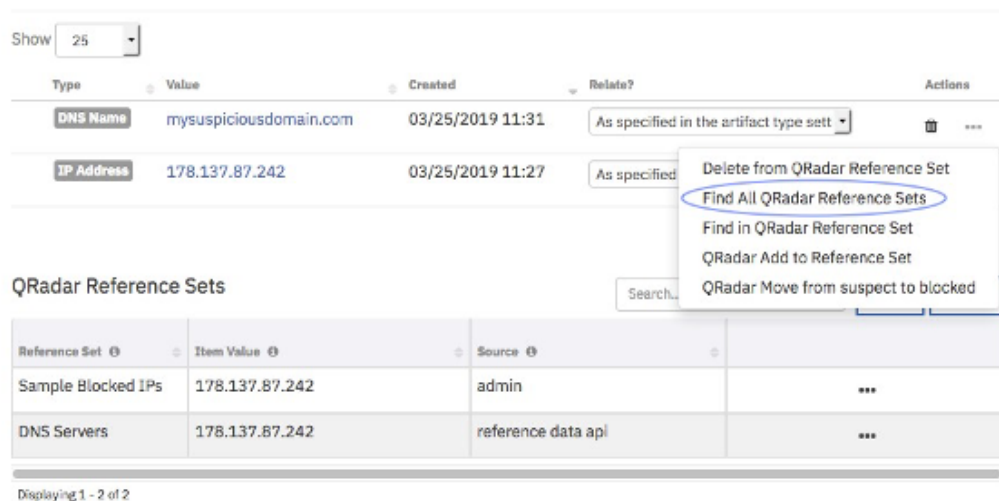 Show 25
Type Value Created Relate? Actions
DNS Name mysuspiciousdomain.com 03/25/2019 11:31 As specified in the artifact type sett
IP Address 178.137.87.242 03/25/2019 11:27 As specified
Delete from QRadar Reference Set
Find All QRadar Reference Sets
Find in QRadar Reference Set
QRadar Add to Reference Set
QRadar Move from suspect to blocked
QRadar Reference Sets
Search...
Reference Set Item Value Source
Sample Blocked IPs 178.137.87.242 admin
DNS Servers 178.137.87.242 reference data api
Displaying 1 - 2 of 2